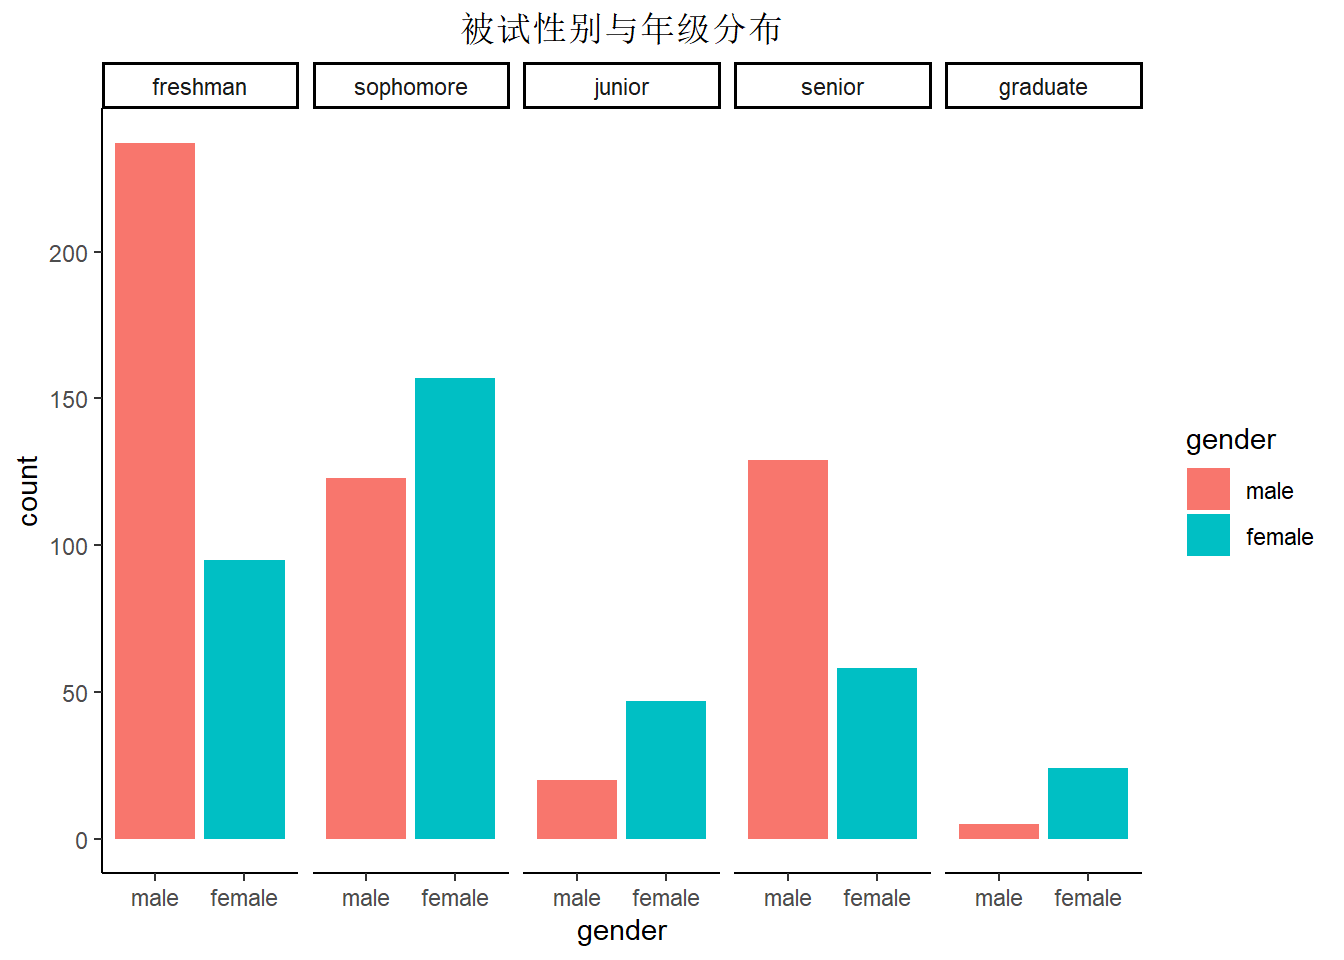 被试性别与年级分布
freshman sophomore junior senior graduate
200
150
100
50
0
count
male female male female male female male female male female
gender
gender
male
female